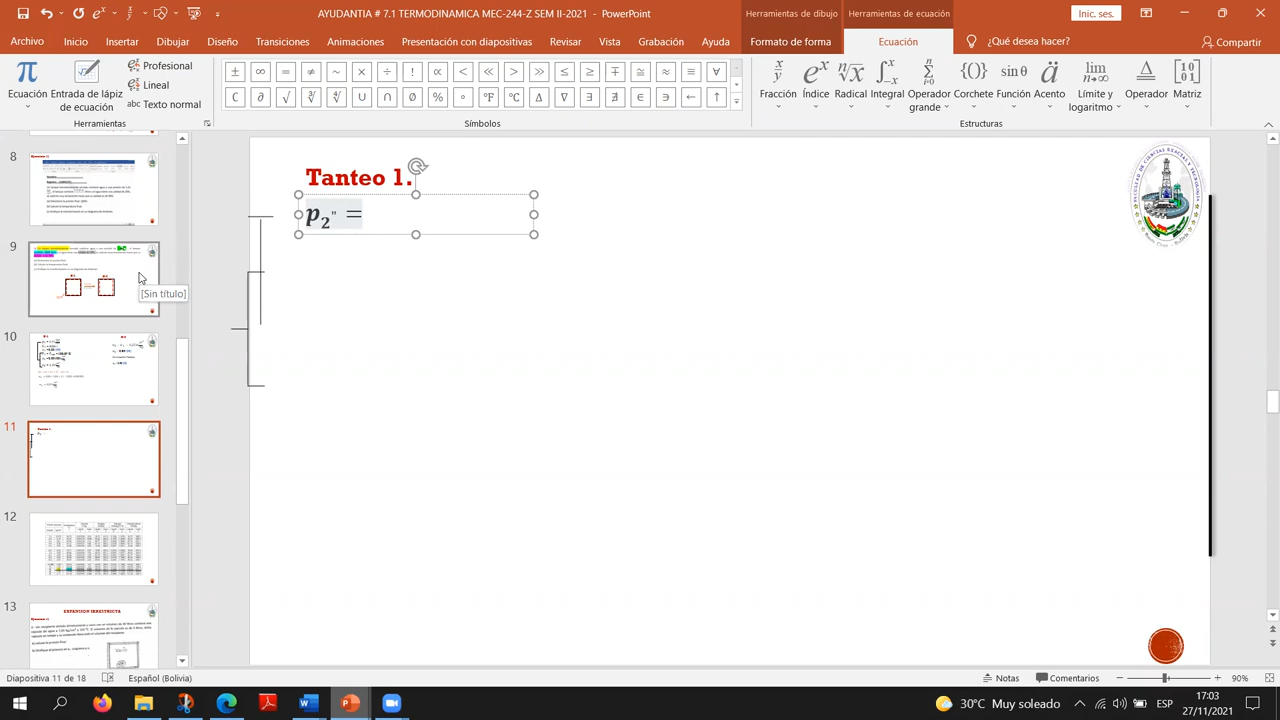 AYUDANTIA # 7.1 TERMODINAMICA MEC-244-Z SEM II-2021 - PowerPoint
Herramientas de dibujo
Herramientas de ecuación
Inic. ses.
Archivo Inicio Insertar Dibujar Diseño Transiciones Animaciones Presentación con diapositivas Revisar Vista Grabación Ayuda Formato de forma Ecuación ¿Qué desea hacer? Compartir
π Ecuación
Entrada de lápiz de ecuación
Profesional
Lineal
abc Texto normal
± ∞ = ≠ ~ × ÷ ! ∝ < ≪ > ≫ ≤ ≥ ∓ ≅ ≈ ≡ ∀
∁ ∂ √ ∛ ∜ ∪ ∩ ∅ % ° °F °C ∆ ∇ ∃ ∄ ∈ ∋ ← ↑
Fracción
Índice
Radical
Integral
Operador grande
Corchete
Función
Acento
Límite y logaritmo
Operador
Matriz
Herramientas
Símbolos
Estructuras
8
9
[Sin título]
10
11
12
13
EXPANSION IRRESTRICTA
Tanteo 1.
p2" =
Diapositiva 11 de 18
Español (Bolivia)
Notas
Comentarios
90%
30°C Muy soleado
ESP
17:03
27/11/2021